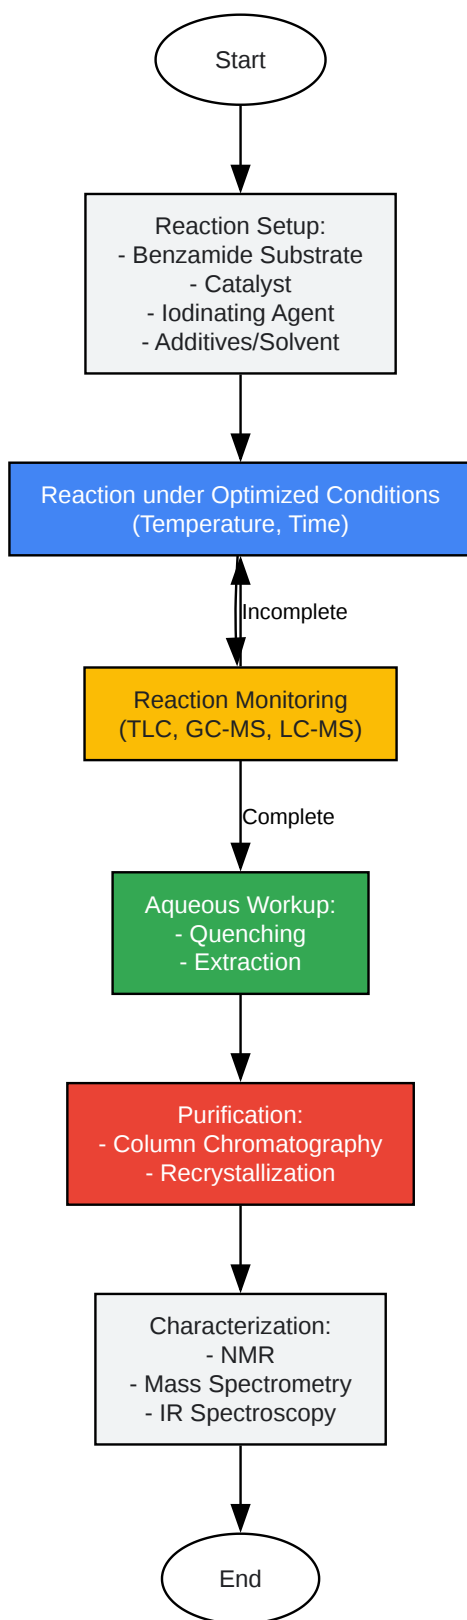 Start
Reaction Setup:
- Benzamide Substrate
- Catalyst
- Iodinating Agent
- Additives/Solvent
Reaction under Optimized Conditions
(Temperature, Time)
Incomplete
Reaction Monitoring
(TLC, GC-MS, LC-MS)
Complete
Aqueous Workup:
- Quenching
- Extraction
Purification:
- Column Chromatography
- Recrystallization
Characterization:
- NMR
- Mass Spectrometry
- IR Spectroscopy
End